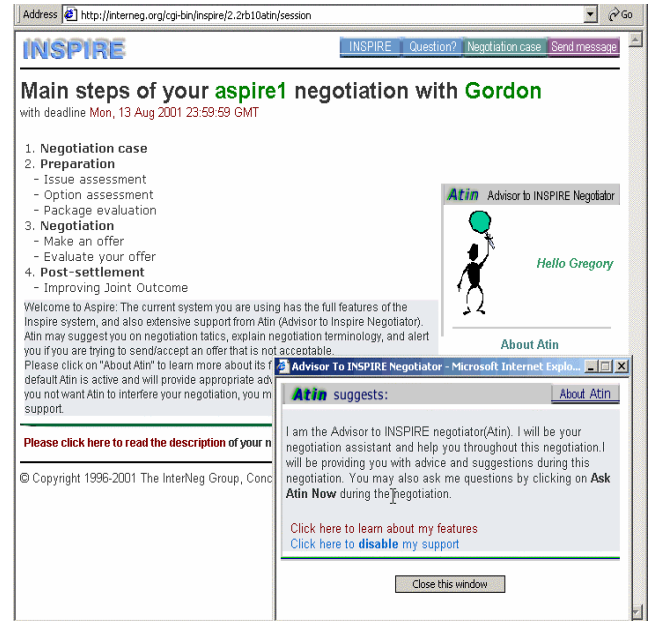 Address http://interneg.org/cgi-bin/inspire/2.2rb10atin/session Go
INSPIRE
INSPIRE Question? Negotiation case Send message
Main steps of your aspire1 negotiation with Gordon
with deadline Mon, 13 Aug 2001 23:59:59 GMT
1. Negotiation case
2. Preparation
- Issue assessment
- Option assessment
- Package evaluation
3. Negotiation
- Make an offer
- Evaluate your offer
4. Post-settlement
- Improving Joint Outcome
Atin Advisor to INSPIRE Negotiator
Hello Gregory
About Atin
Welcome to Aspire: The current system you are using has the full features of the
Inspire system, and also extensive support from Atin (Advisor to Inspire Negotiator).
Atin may suggest you on negotiation tatics, explain negotiation terminology, and alert
you if you are trying to send/accept an offer that is not acceptable.
Please click on "About Atin" to learn more about its f
default Atin is active and will provide appropriate adv
you not want Atin to interfere your negotiation, you m
support.
Please click here to read the description of your n
© Copyright 1996-2001 The InterNeg Group, Conc
Advisor To INSPIRE Negotiator - Microsoft Internet Explo...
Atin suggests: About Atin
I am the Advisor to INSPIRE negotiator(Atin). I will be your
negotiation assistant and help you throughout this negotiation.I
will be providing you with advice and suggestions during this
negotiation. You may also ask me questions by clicking on Ask
Atin Now during the negotiation.
Click here to learn about my features
Click here to disable my support
Close this window